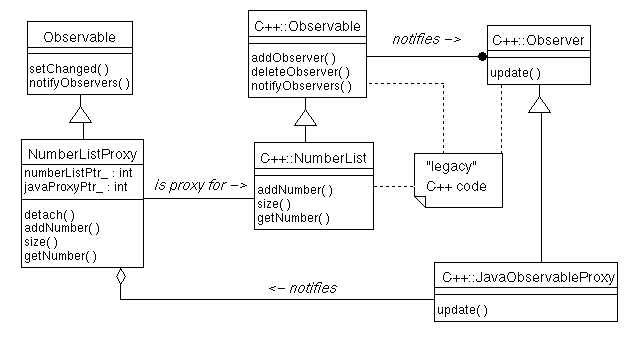 Observable
setChanged( )
notifyObservers( )
C++::Observable
addObserver( )
deleteObserver( )
notifyObservers( )
notifies –>
C++::Observer
update( )
NumberListProxy
numberListPtr_ : int
javaProxyPtr_ : int
detach( )
addNumber( )
size( )
getNumber( )
is proxy for –>
C++::NumberList
addNumber( )
size( )
getNumber( )
"legacy"
C++ code
<– notifies
C++::JavaObservableProxy
update( )